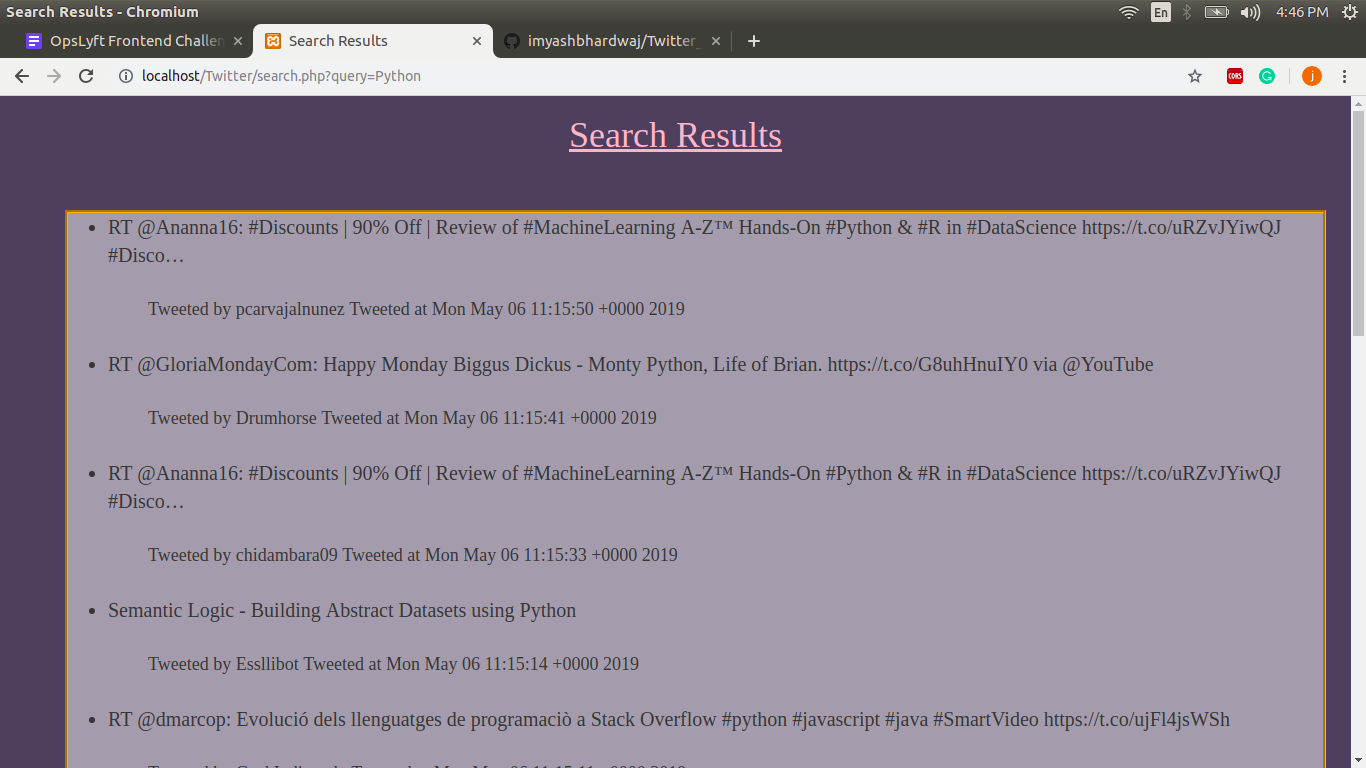 Search Results - Chromium
En
4:46 PM
OpsLyft Frontend Challen
Search Results
imyashbhardwaj/Twitter_
localhost/Twitter/search.php?query=Python
CORS
j
Search Results
RT @Ananna16: #Discounts | 90% Off | Review of #MachineLearning A-Z™ Hands-On #Python & #R in #DataScience https://t.co/uRZvJYiwQJ
#Disco…
Tweeted by pcarvajalnunez Tweeted at Mon May 06 11:15:50 +0000 2019
RT @GloriaMondayCom: Happy Monday Biggus Dickus - Monty Python, Life of Brian. https://t.co/G8uhHnuIY0 via @YouTube
Tweeted by Drumhorse Tweeted at Mon May 06 11:15:41 +0000 2019
RT @Ananna16: #Discounts | 90% Off | Review of #MachineLearning A-Z™ Hands-On #Python & #R in #DataScience https://t.co/uRZvJYiwQJ
#Disco…
Tweeted by chidambara09 Tweeted at Mon May 06 11:15:33 +0000 2019
Semantic Logic - Building Abstract Datasets using Python
Tweeted by Essllibot Tweeted at Mon May 06 11:15:14 +0000 2019
RT @dmarcop: Evolució dels llenguatges de programaciò a Stack Overflow #python #javascript #java #SmartVideo https://t.co/ujFl4jsWSh